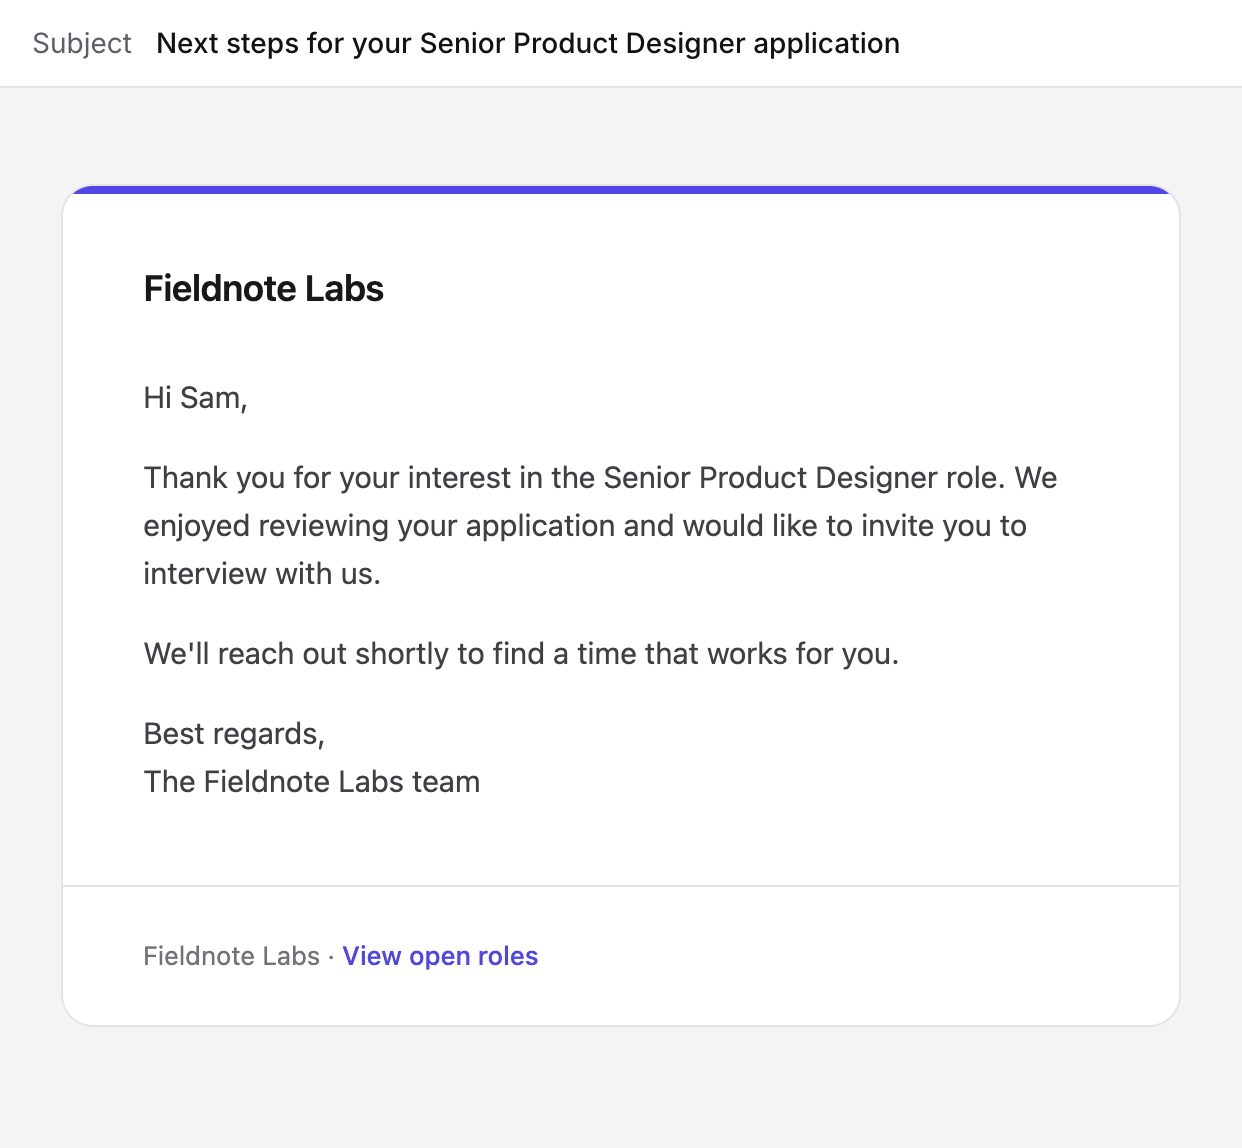 Subject Next steps for your Senior Product Designer application
Fieldnote Labs
Hi Sam,
Thank you for your interest in the Senior Product Designer role. We
enjoyed reviewing your application and would like to invite you to
interview with us.
We'll reach out shortly to find a time that works for you.
Best regards,
The Fieldnote Labs team
Fieldnote Labs · View open roles